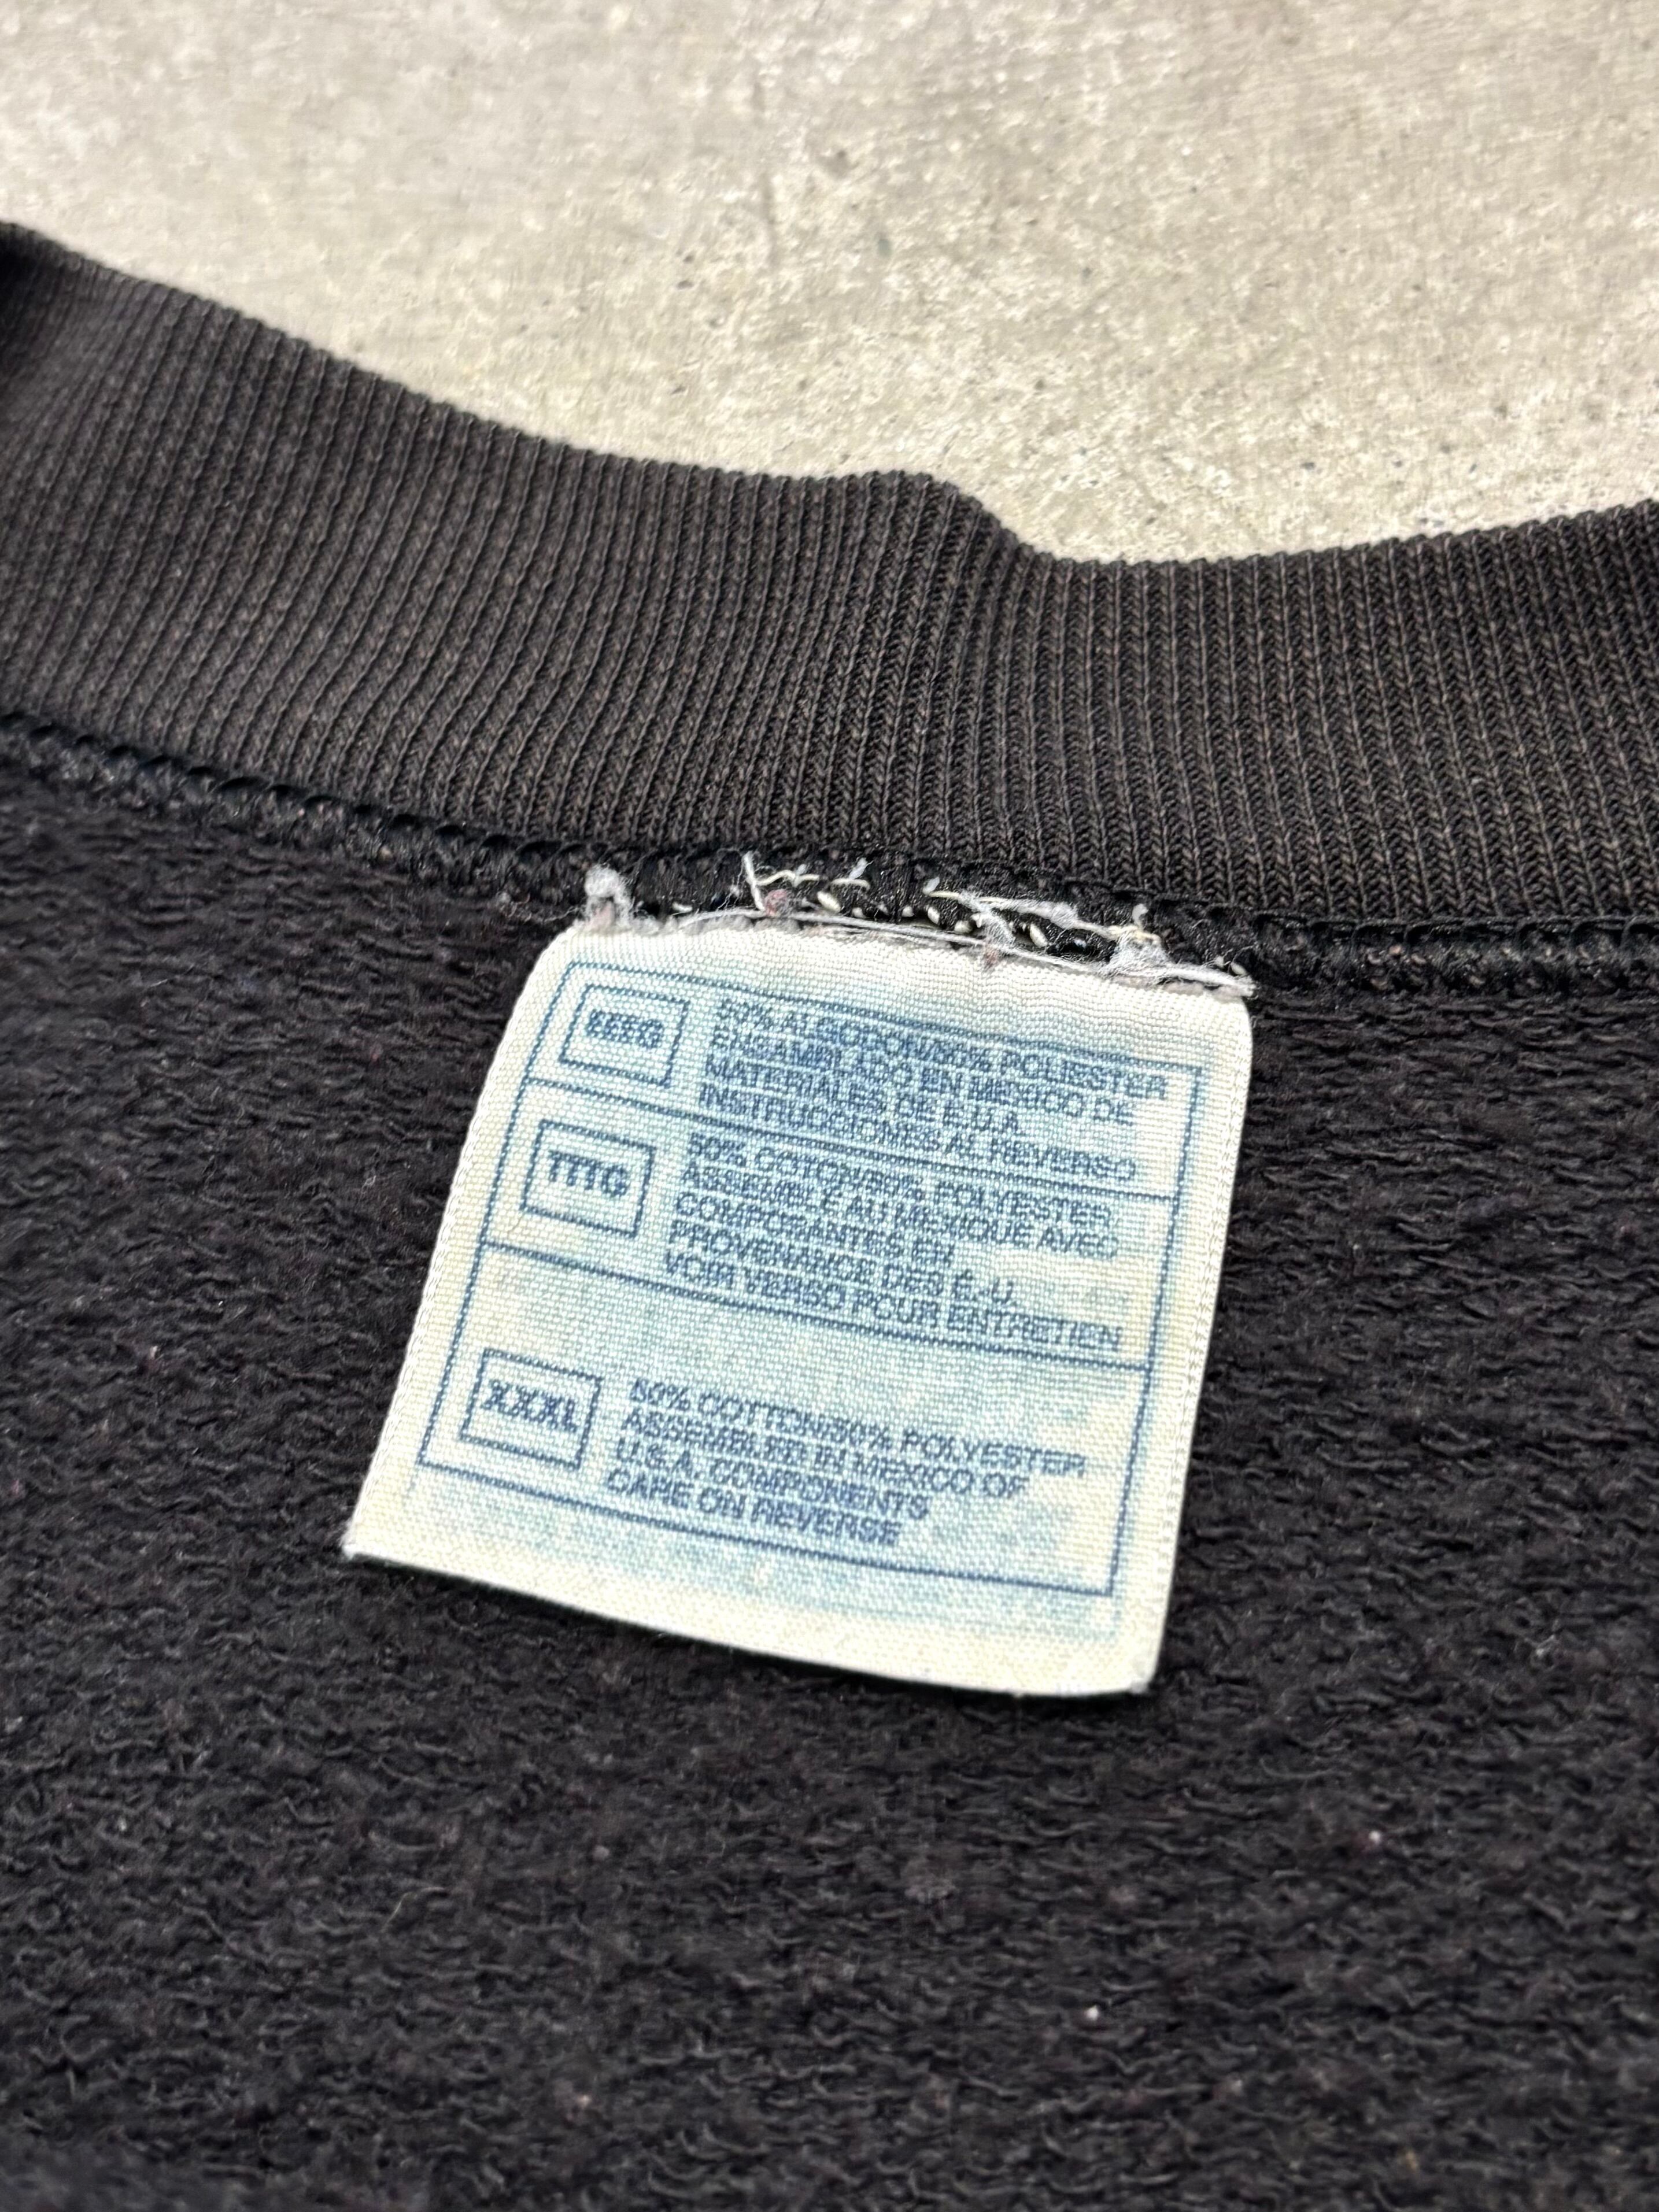 EEEG
50% ALGODON/50% POLIESTER
ENSAMBLADO EN MEXICO DE
MATERIALES DE E.U.A.
INSTRUCCIONES AL REVERSO
TTTG
50% COTON/50% POLYESTER
ASSEMBLÉ AU MEXIQUE AVEC
COMPOSANTES EN
PROVENANCE DES É.-U.
VOIR VERSO POUR ENTRETIEN
XXXL
50% COTTON/50% POLYESTER
ASSEMBLED IN MEXICO OF
U.S.A. COMPONENTS
CARE ON REVERSE